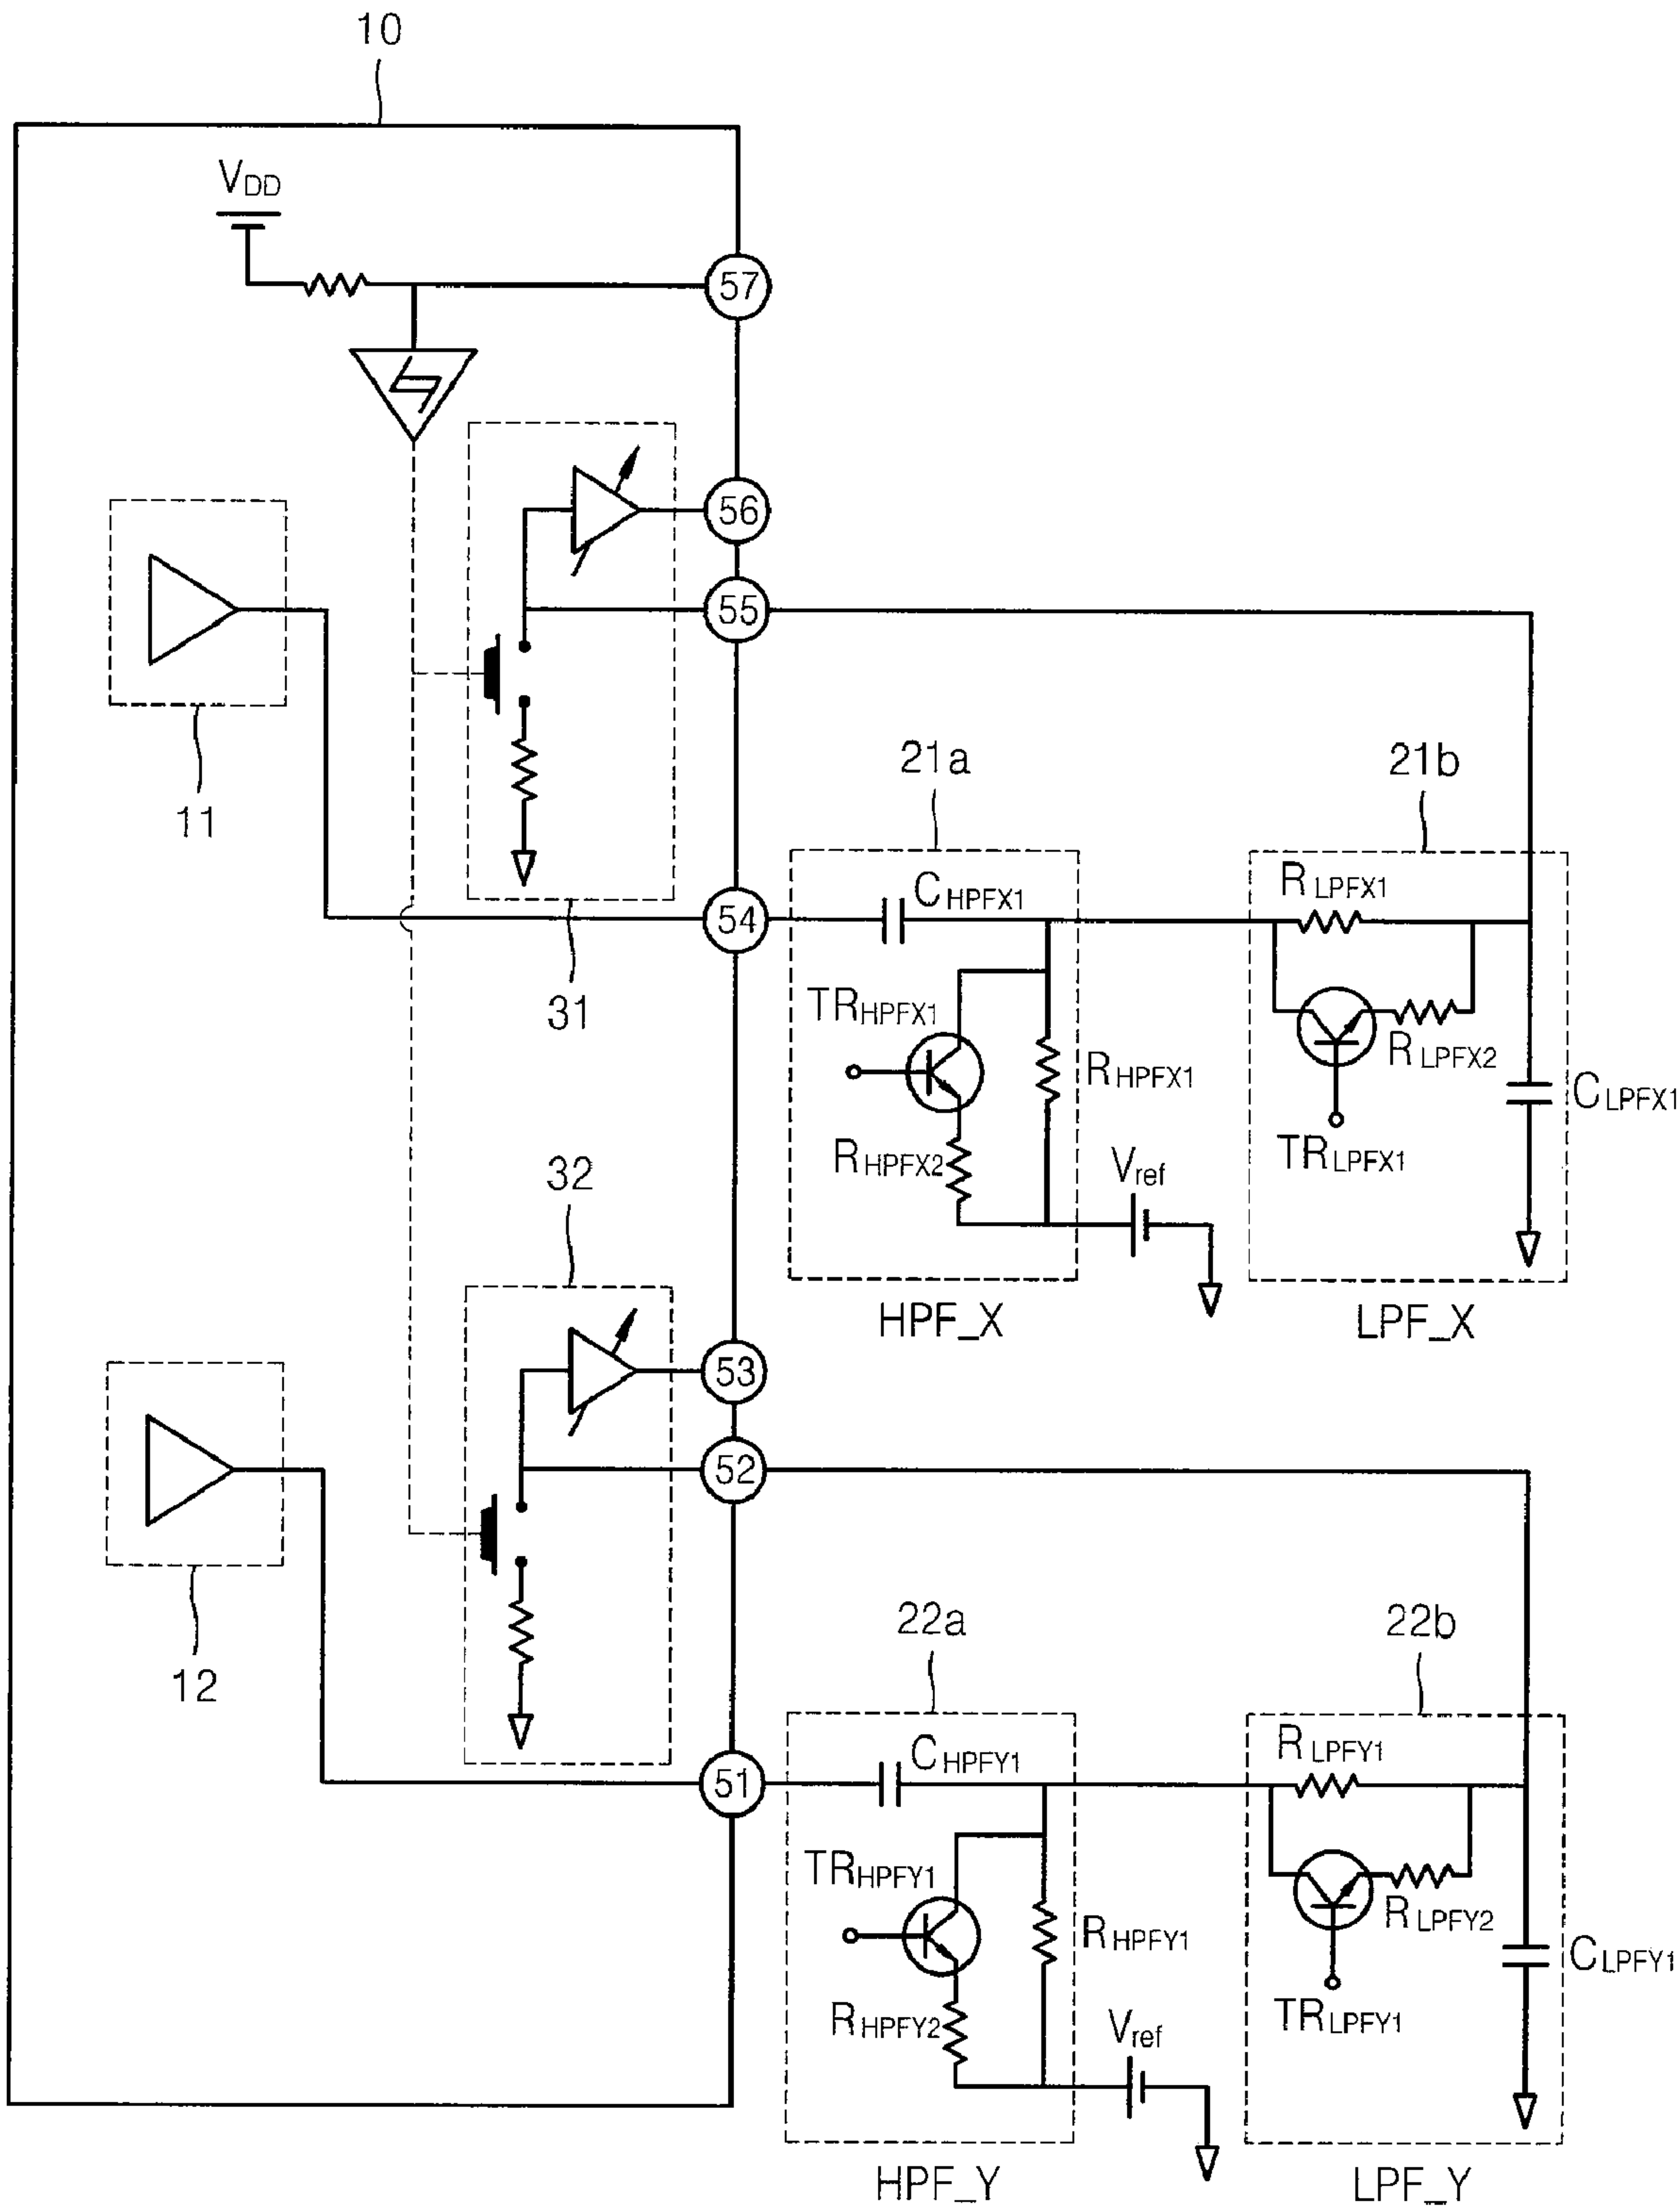 10
VDD
57
56
55
11
21a
21b
54
CHPFX1
RLPFX1
31
TRHPFX1
RHPFX1
RLPFX2
CLPFX1
TRLPFX1
RHPFX2
Vref
32
HPF_X
LPF_X
53
52
12
22a
22b
51
CHPFY1
RLPFY1
TRHPFY1
RHPFY1
RLPFY2
CLPFY1
TRLPFY1
RHPFY2
Vref
HPF_Y
LPF_Y